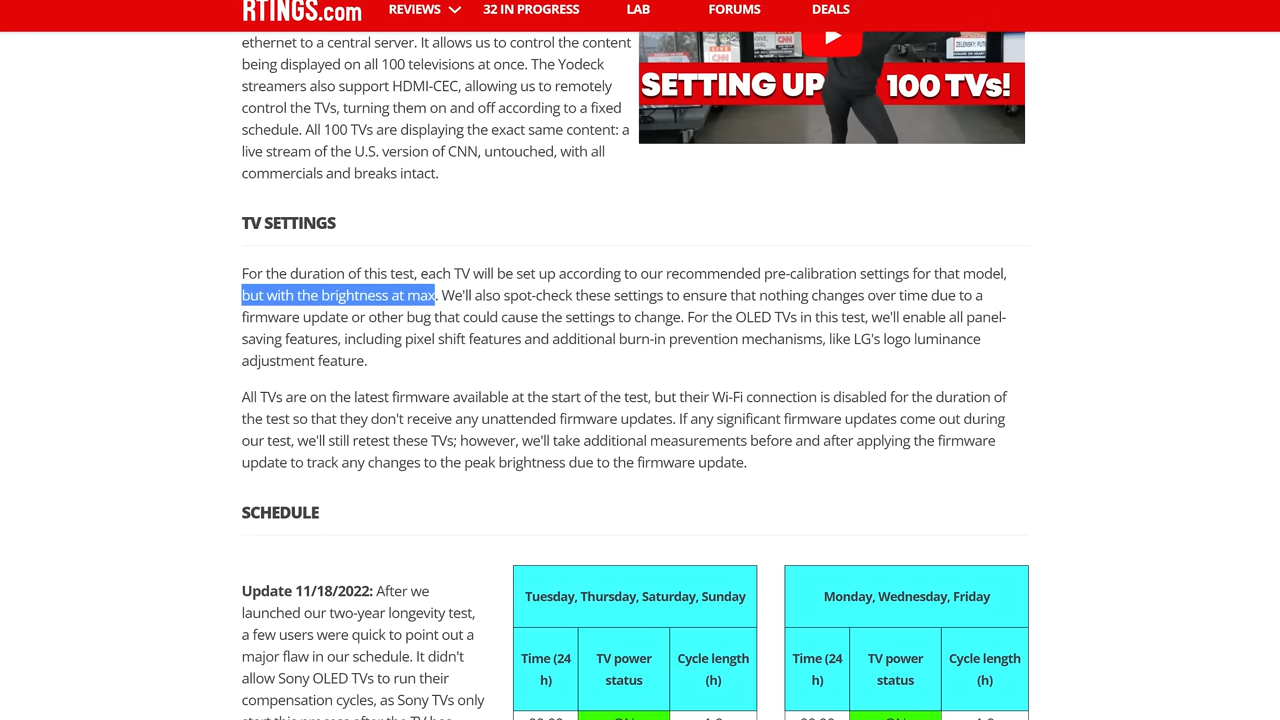 RTINGS.com
REVIEWS
32 IN PROGRESS
LAB
FORUMS
DEALS
ethernet to a central server. It allows us to control the content
being displayed on all 100 televisions at once. The Yodeck
streamers also support HDMI-CEC, allowing us to remotely
control the TVs, turning them on and off according to a fixed
schedule. All 100 TVs are displaying the exact same content: a
live stream of the U.S. version of CNN, untouched, with all
commercials and breaks intact.
SETTING UP 100 TVs!
TV SETTINGS
For the duration of this test, each TV will be set up according to our recommended pre-calibration settings for that model,
but with the brightness at max. We'll also spot-check these settings to ensure that nothing changes over time due to a
firmware update or other bug that could cause the settings to change. For the OLED TVs in this test, we'll enable all panel-
saving features, including pixel shift features and additional burn-in prevention mechanisms, like LG's logo luminance
adjustment feature.
All TVs are on the latest firmware available at the start of the test, but their Wi-Fi connection is disabled for the duration of
the test so that they don't receive any unattended firmware updates. If any significant firmware updates come out during
our test, we'll still retest these TVs; however, we'll take additional measurements before and after applying the firmware
update to track any changes to the peak brightness due to the firmware update.
SCHEDULE
Update 11/18/2022: After we
launched our two-year longevity test,
a few users were quick to point out a
major flaw in our schedule. It didn't
allow Sony OLED TVs to run their
compensation cycles, as Sony TVs only
Tuesday, Thursday, Saturday, Sunday
Time (24 h)
TV power status
Cycle length (h)
Monday, Wednesday, Friday
Time (24 h)
TV power status
Cycle length (h)